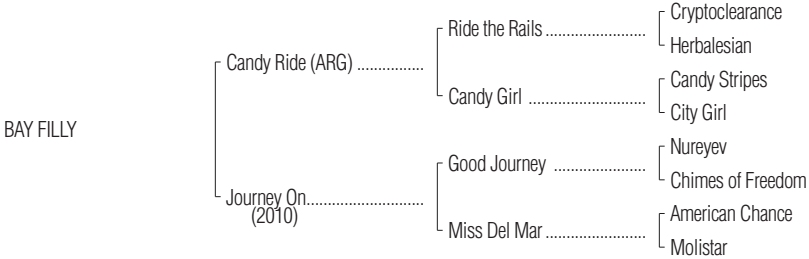 Cryptoclearance
Ride the Rails ........................
Herbalesian
Candy Ride (ARG) ................
Candy Stripes
Candy Girl ............................
City Girl
BAY FILLY
Nureyev
Good Journey ......................
Chimes of Freedom
Journey On............................
(2010)
American Chance
Miss Del Mar ........................
Molistar